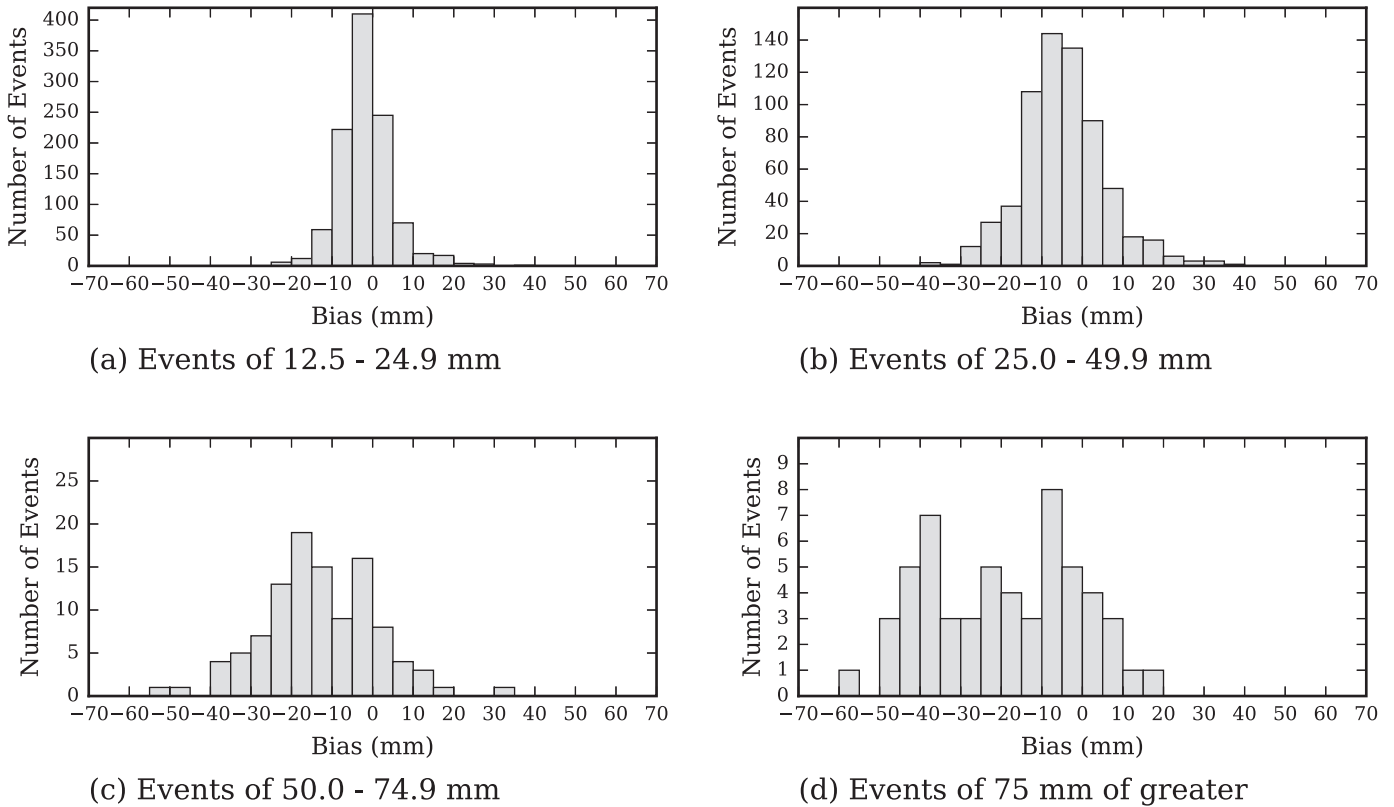 400
350
300
250
200
150
100
50
0
Number of Events
−70 −60 −50 −40 −30 −20 −10 0 10 20 30 40 50 60 70
Bias (mm)
(a) Events of 12.5 - 24.9 mm
140
120
100
80
60
40
20
0
Number of Events
−70 −60 −50 −40 −30 −20 −10 0 10 20 30 40 50 60 70
Bias (mm)
(b) Events of 25.0 - 49.9 mm
25
20
15
10
5
0
Number of Events
−70 −60 −50 −40 −30 −20 −10 0 10 20 30 40 50 60 70
Bias (mm)
(c) Events of 50.0 - 74.9 mm
9
8
7
6
5
4
3
2
1
0
Number of Events
−70 −60 −50 −40 −30 −20 −10 0 10 20 30 40 50 60 70
Bias (mm)
(d) Events of 75 mm of greater